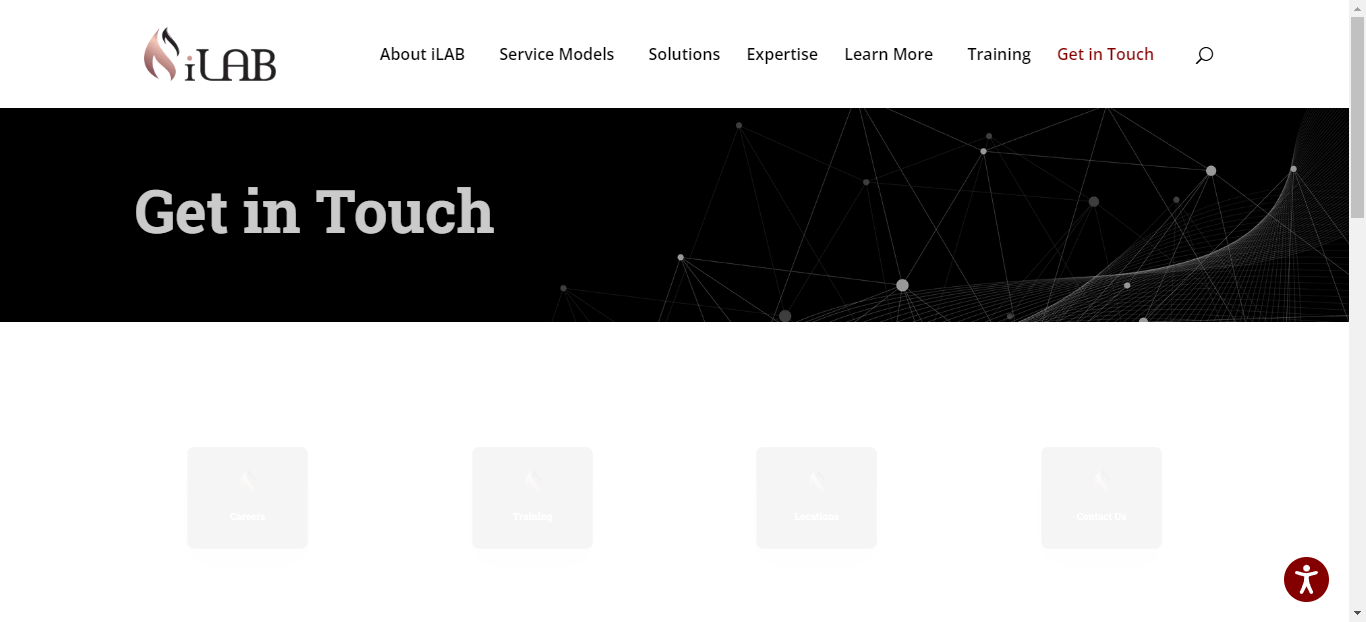 iLAB
About iLAB
Service Models
Solutions
Expertise
Learn More
Training
Get in Touch
Get in Touch
Careers
Training
Locations
Contact Us